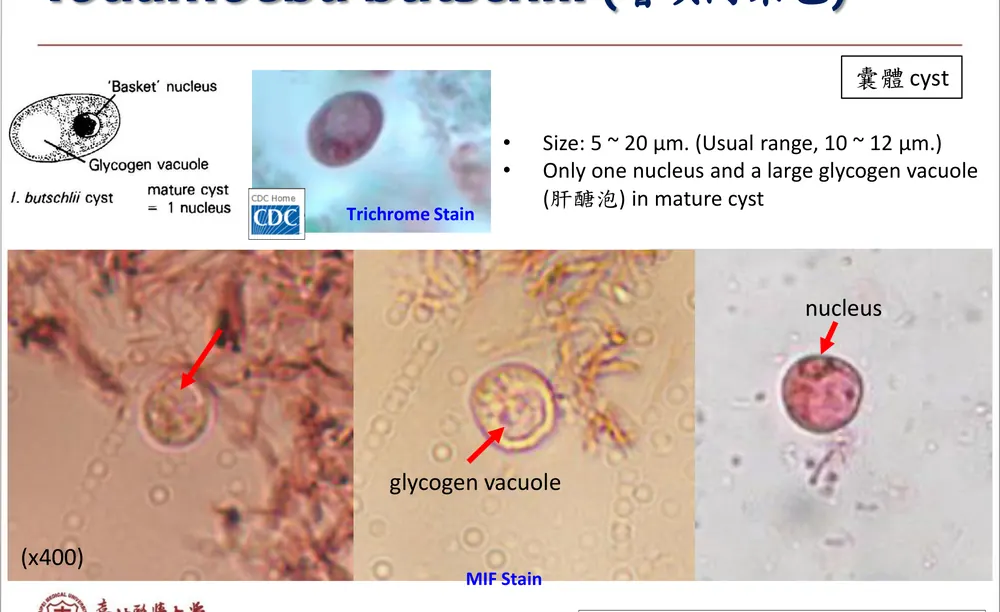 Iodamoeba butschlii
囊體 cyst
'Basket' nucleus
Glycogen vacuole
I. butschlii cyst
mature cyst
= 1 nucleus
CDC Home
CDC
Trichrome Stain
• Size: 5 ~ 20 μm. (Usual range, 10 ~ 12 μm.)
• Only one nucleus and a large glycogen vacuole
(肝醣泡) in mature cyst
nucleus
glycogen vacuole
(x400)
MIF Stain